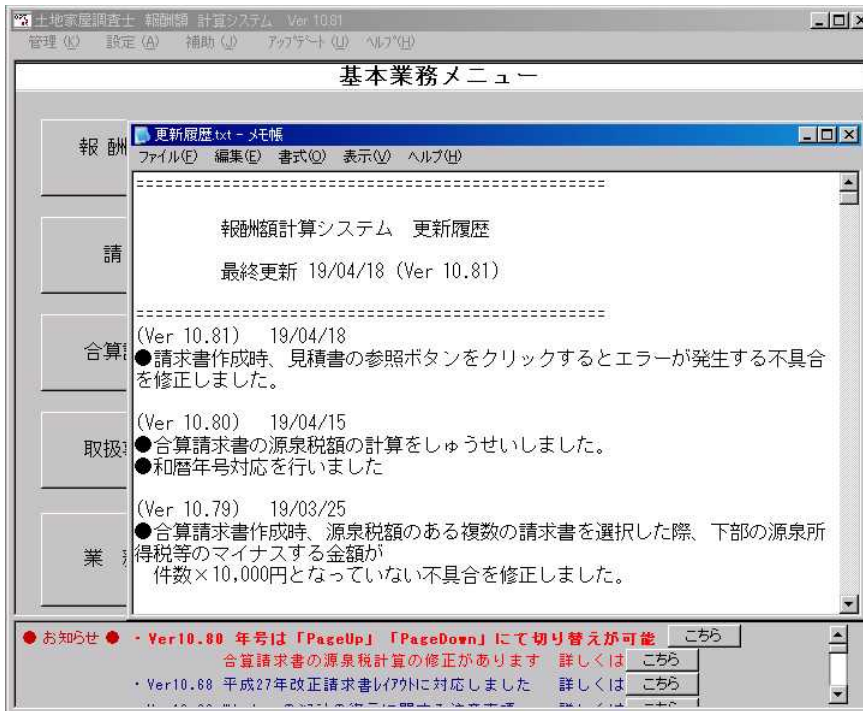 土地家屋調査士 報酬額 計算システム Ver 10.81
管理(K) 設定(A) 補助(J) アップデート(U) ヘルプ(H)
基本業務メニュー
報 酬
請
合算
取扱
業
更新履歴.txt - メモ帳
ファイル(F) 編集(E) 書式(O) 表示(V) ヘルプ(H)
=================================================
報酬額計算システム 更新履歴
最終更新 19/04/18 (Ver 10.81)
=================================================
(Ver 10.81) 19/04/18
●請求書作成時、見積書の参照ボタンをクリックするとエラーが発生する不具合
を修正しました。
(Ver 10.80) 19/04/15
●合算請求書の源泉税額の計算をしゅうせいしました。
●和暦年号対応を行いました
(Ver 10.79) 19/03/25
●合算請求書作成時、源泉税額のある複数の請求書を選択した際、下部の源泉所
得税等のマイナスする金額が
件数×10,000円となっていない不具合を修正しました。
● お知らせ ● ・Ver10.80 年号は「PageUp」「PageDown」にて切り替えが可能 こちら
合算請求書の源泉税計算の修正があります 詳しくは こちら
・Ver10.68 平成27年改正請求書レイアウトに対応しました 詳しくは こちら